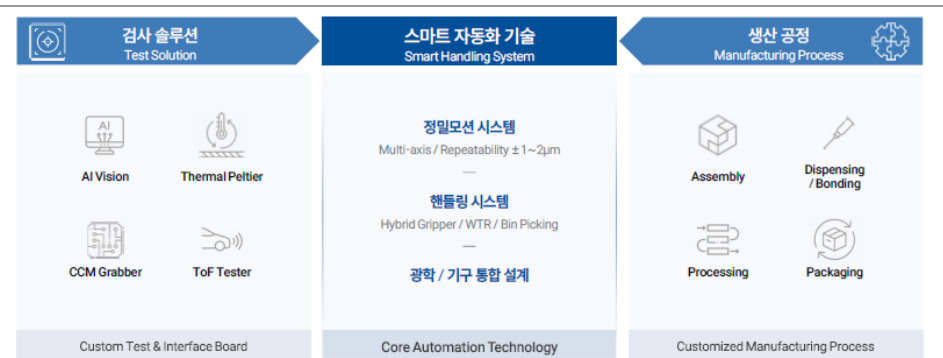 검사 솔루션
Test Solution
스마트 자동화 기술
Smart Handling System
생산 공정
Manufacturing Process
AI
AI Vision
Thermal Peltier
CCM Grabber
ToF Tester
Custom Test & Interface Board
정밀모션 시스템
Multi-axis / Repeatability ±1~2μm
핸들링 시스템
Hybrid Gripper / WTR / Bin Picking
광학 / 기구 통합 설계
Core Automation Technology
Assembly
Dispensing
/ Bonding
Processing
Packaging
Customized Manufacturing Process